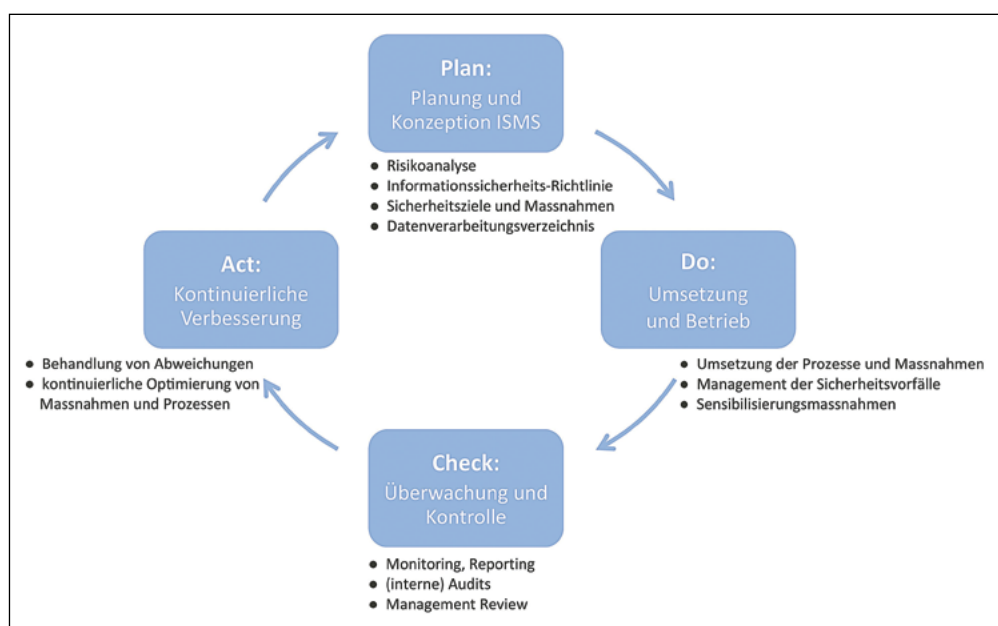 Plan:
Planung und
Konzeption ISMS
● Risikoanalyse
● Informationssicherheits-Richtlinie
● Sicherheitsziele und Massnahmen
● Datenverarbeitungsverzeichnis
Do:
Umsetzung
und Betrieb
● Umsetzung der Prozesse und Massnahmen
● Management der Sicherheitsvorfälle
● Sensibilisierungsmassnahmen
Check:
Überwachung und
Kontrolle
● Monitoring, Reporting
● (interne) Audits
● Management Review
Act:
Kontinuierliche
Verbesserung
● Behandlung von Abweichungen
● kontinuierliche Optimierung von
Massnahmen und Prozessen